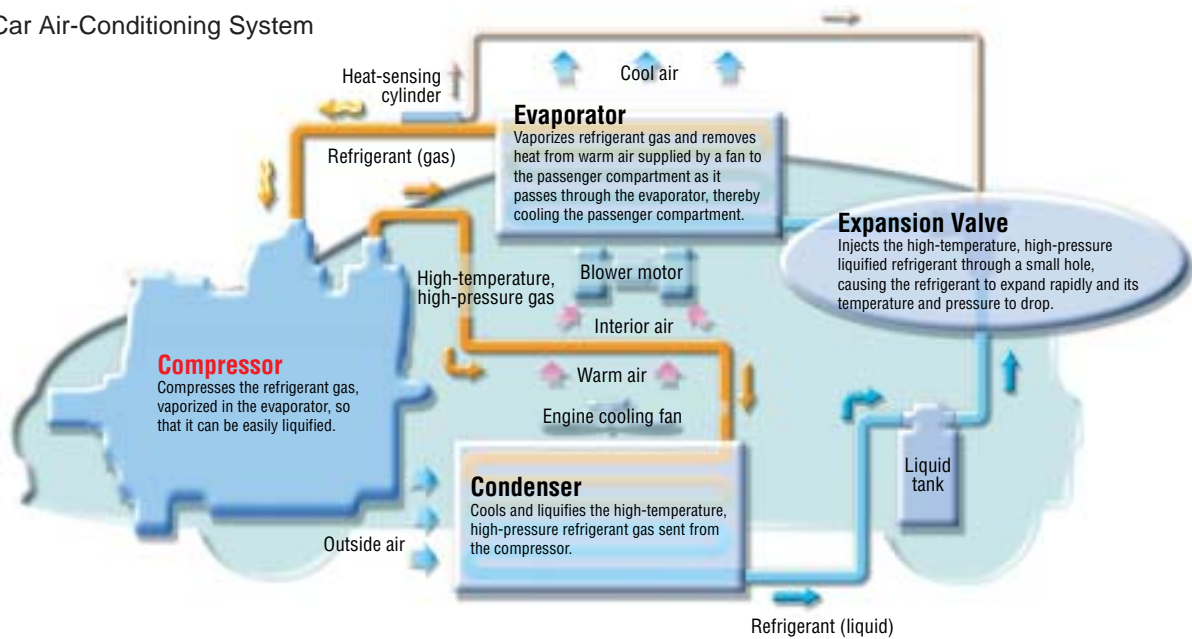 Car Air-Conditioning System
Heat-sensing
cylinder
Cool air
Evaporator
Vaporizes refrigerant gas and removes
heat from warm air supplied by a fan to
the passenger compartment as it
passes through the evaporator, thereby
cooling the passenger compartment.
Refrigerant (gas)
Expansion Valve
Injects the high-temperature, high-pressure
liquified refrigerant through a small hole,
causing the refrigerant to expand rapidly and its
temperature and pressure to drop.
High-temperature,
high-pressure gas
Blower motor
Interior air
Compressor
Compresses the refrigerant gas,
vaporized in the evaporator, so
that it can be easily liquified.
Warm air
Engine cooling fan
Liquid
tank
Condenser
Cools and liquifies the high-temperature,
high-pressure refrigerant gas sent from
the compressor.
Outside air
Refrigerant (liquid)